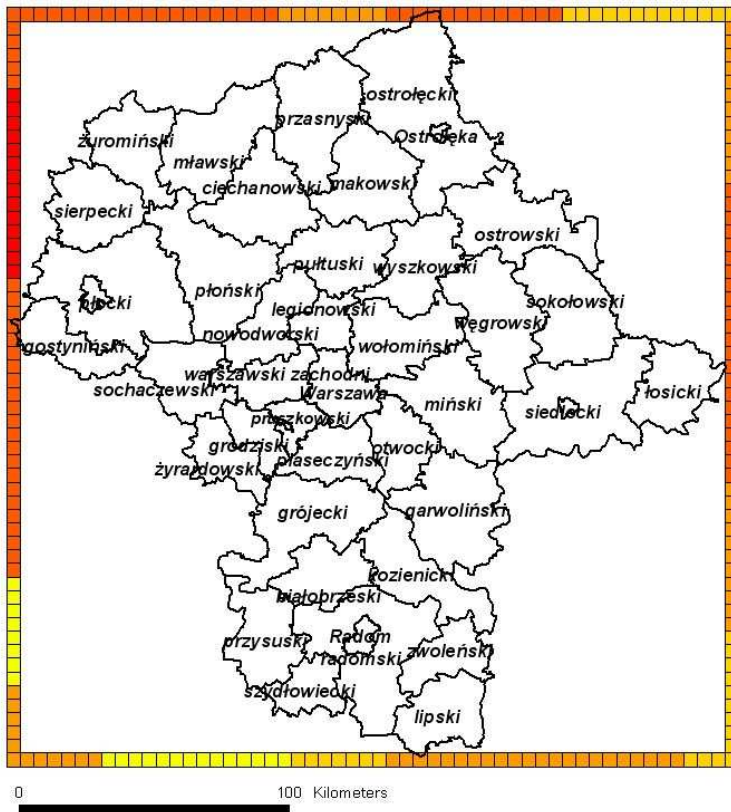 ostrołęcki
przasnyski
Ostrołęka
żuromiński
mławski
ciechanowski
makowski
sierpecki
ostrowski
pułtuski
wyszkowski
płocki
płoński
sokołowski
legionowski
węgrowski
nowodworski
gostyniński
wołomiński
warszawski zachodni
sochaczewski
Warszawa
łosicki
miński
siedlecki
pruszkowski
grodziski
otwocki
piaseczyński
żyrardowski
grójecki
garwoliński
kozienicki
białobrzeski
Radom
przysuski
zwoleński
radomski
szydłowiecki
lipski
0 100 Kilometers